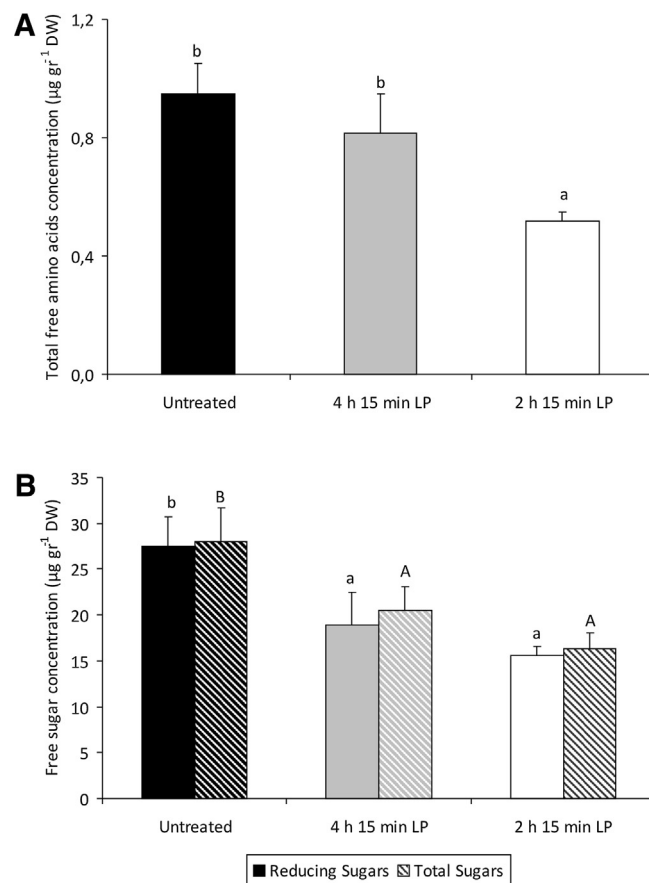 A
Total free amino acids concentration (µg gr-1 DW)
1,2
0,8
0,4
0,0
b
b
a
Untreated
4 h 15 min LP
2 h 15 min LP
B
Free sugar concentration (µg gr-1 DW)
35
30
25
20
15
10
5
0
b
B
a
A
a
A
Untreated
4 h 15 min LP
2 h 15 min LP
Reducing Sugars
Total Sugars